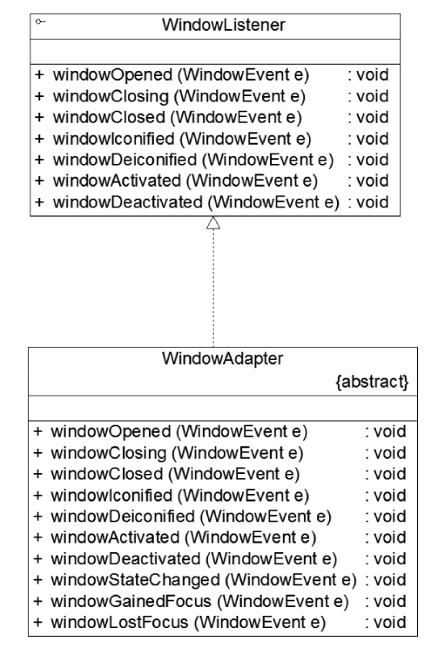 WindowListener
+ windowOpened (WindowEvent e) : void
+ windowClosing (WindowEvent e) : void
+ windowClosed (WindowEvent e) : void
+ windowIconified (WindowEvent e) : void
+ windowDeiconified (WindowEvent e) : void
+ windowActivated (WindowEvent e) : void
+ windowDeactivated (WindowEvent e) : void
WindowAdapter
{abstract}
+ windowOpened (WindowEvent e) : void
+ windowClosing (WindowEvent e) : void
+ windowClosed (WindowEvent e) : void
+ windowIconified (WindowEvent e) : void
+ windowDeiconified (WindowEvent e) : void
+ windowActivated (WindowEvent e) : void
+ windowDeactivated (WindowEvent e) : void
+ windowStateChanged (WindowEvent e) : void
+ windowGainedFocus (WindowEvent e) : void
+ windowLostFocus (WindowEvent e) : void